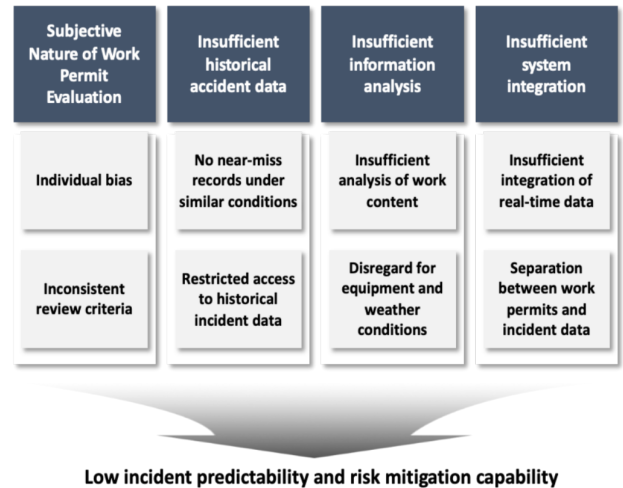 Subjective
Nature of Work
Permit
Evaluation
Insufficient
historical
accident data
Insufficient
information
analysis
Insufficient
system
integration
Individual bias
No near-miss
records under
similar conditions
Insufficient
analysis of work
content
Insufficient
integration of
real-time data
Inconsistent
review criteria
Restricted access
to historical
incident data
Disregard for
equipment and
weather
conditions
Separation
between work
permits and
incident data
Low incident predictability and risk mitigation capability